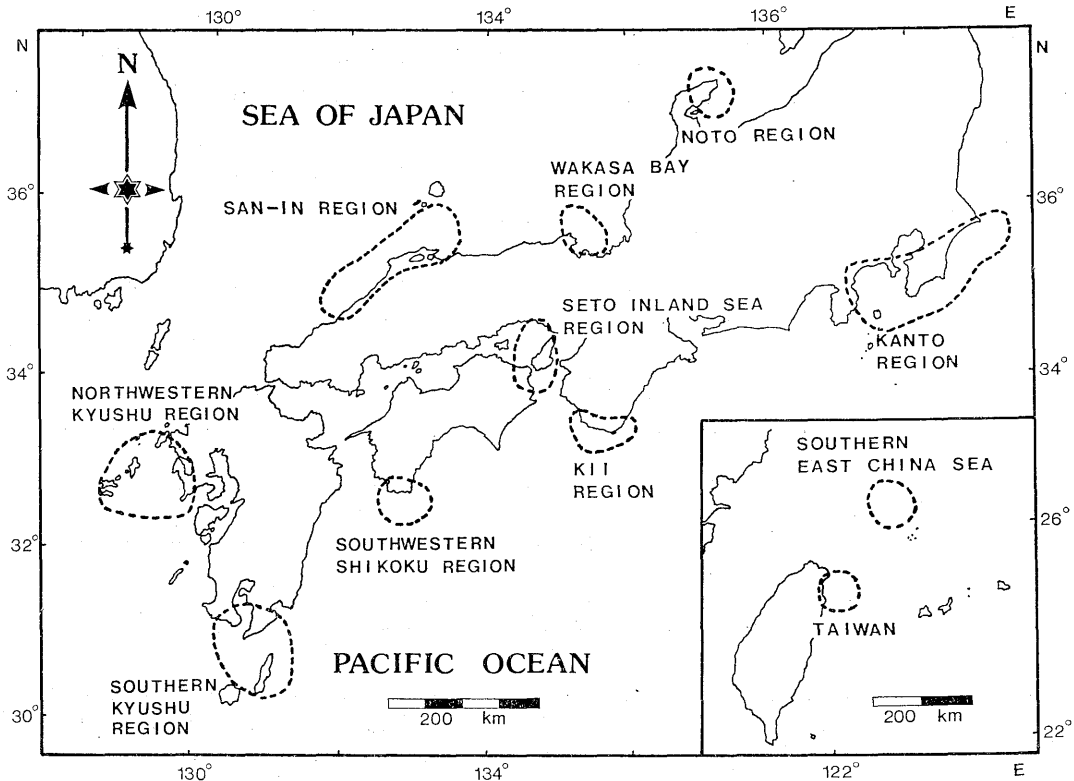 130°
134°
136°
E
N
N
N
SEA OF JAPAN
NOTO REGION
WAKASA BAY
REGION
36°
36°
SAN-IN REGION
SETO INLAND SEA
REGION
KANTO
REGION
34°
34°
NORTHWESTERN
KYUSHU REGION
KII
REGION
SOUTHERN
EAST CHINA SEA
26°
32°
SOUTHWESTERN
SHIKOKU REGION
TAIWAN
PACIFIC OCEAN
SOUTHERN
KYUSHU
REGION
200 km
200 km
30°
22°
130°
134°
122°
E